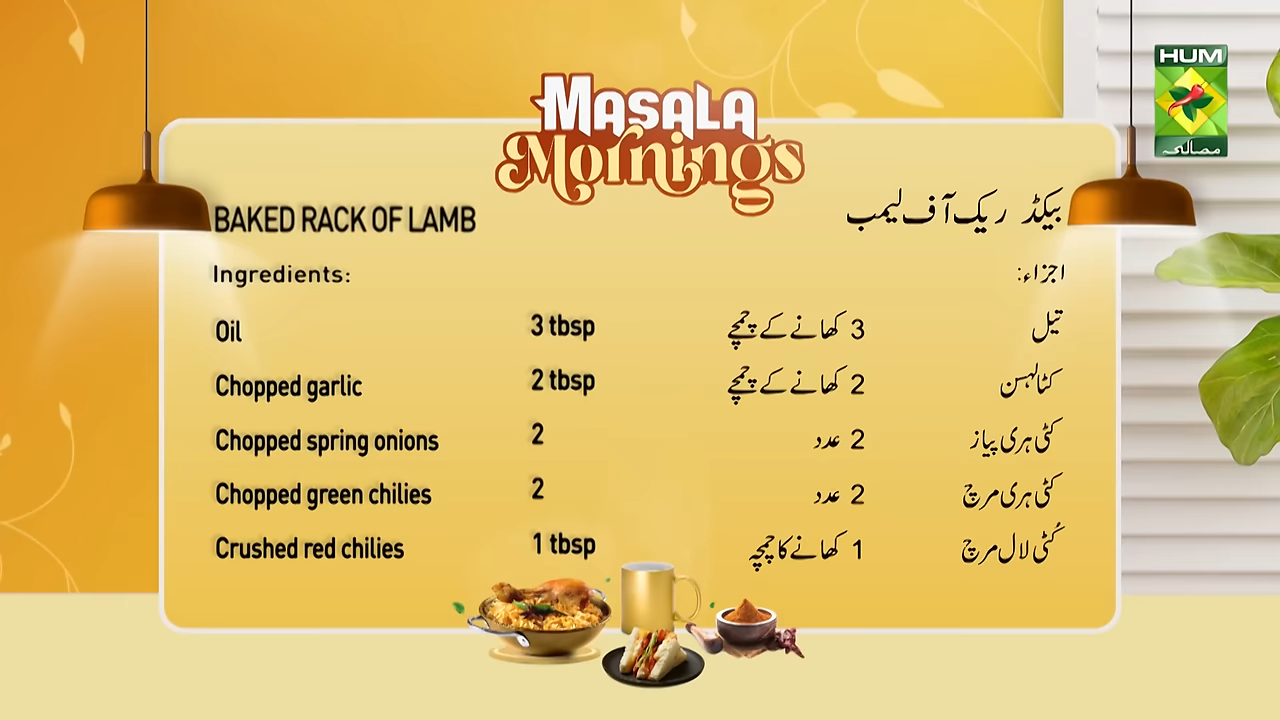 HUM
مصالحہ
MASALA
Mornings
BAKED RACK OF LAMB بیکڈ ریک آف لیمب
Ingredients: اجزاء:
Oil 3 tbsp 3 کھانے کے چمچے تیل
Chopped garlic 2 tbsp 2 کھانے کے چمچے کٹا لہسن
Chopped spring onions 2 2 عدد کٹی ہری پیاز
Chopped green chilies 2 2 عدد کٹی ہری مرچ
Crushed red chilies 1 tbsp 1 کھانے کا چمچہ کُٹی لال مرچ